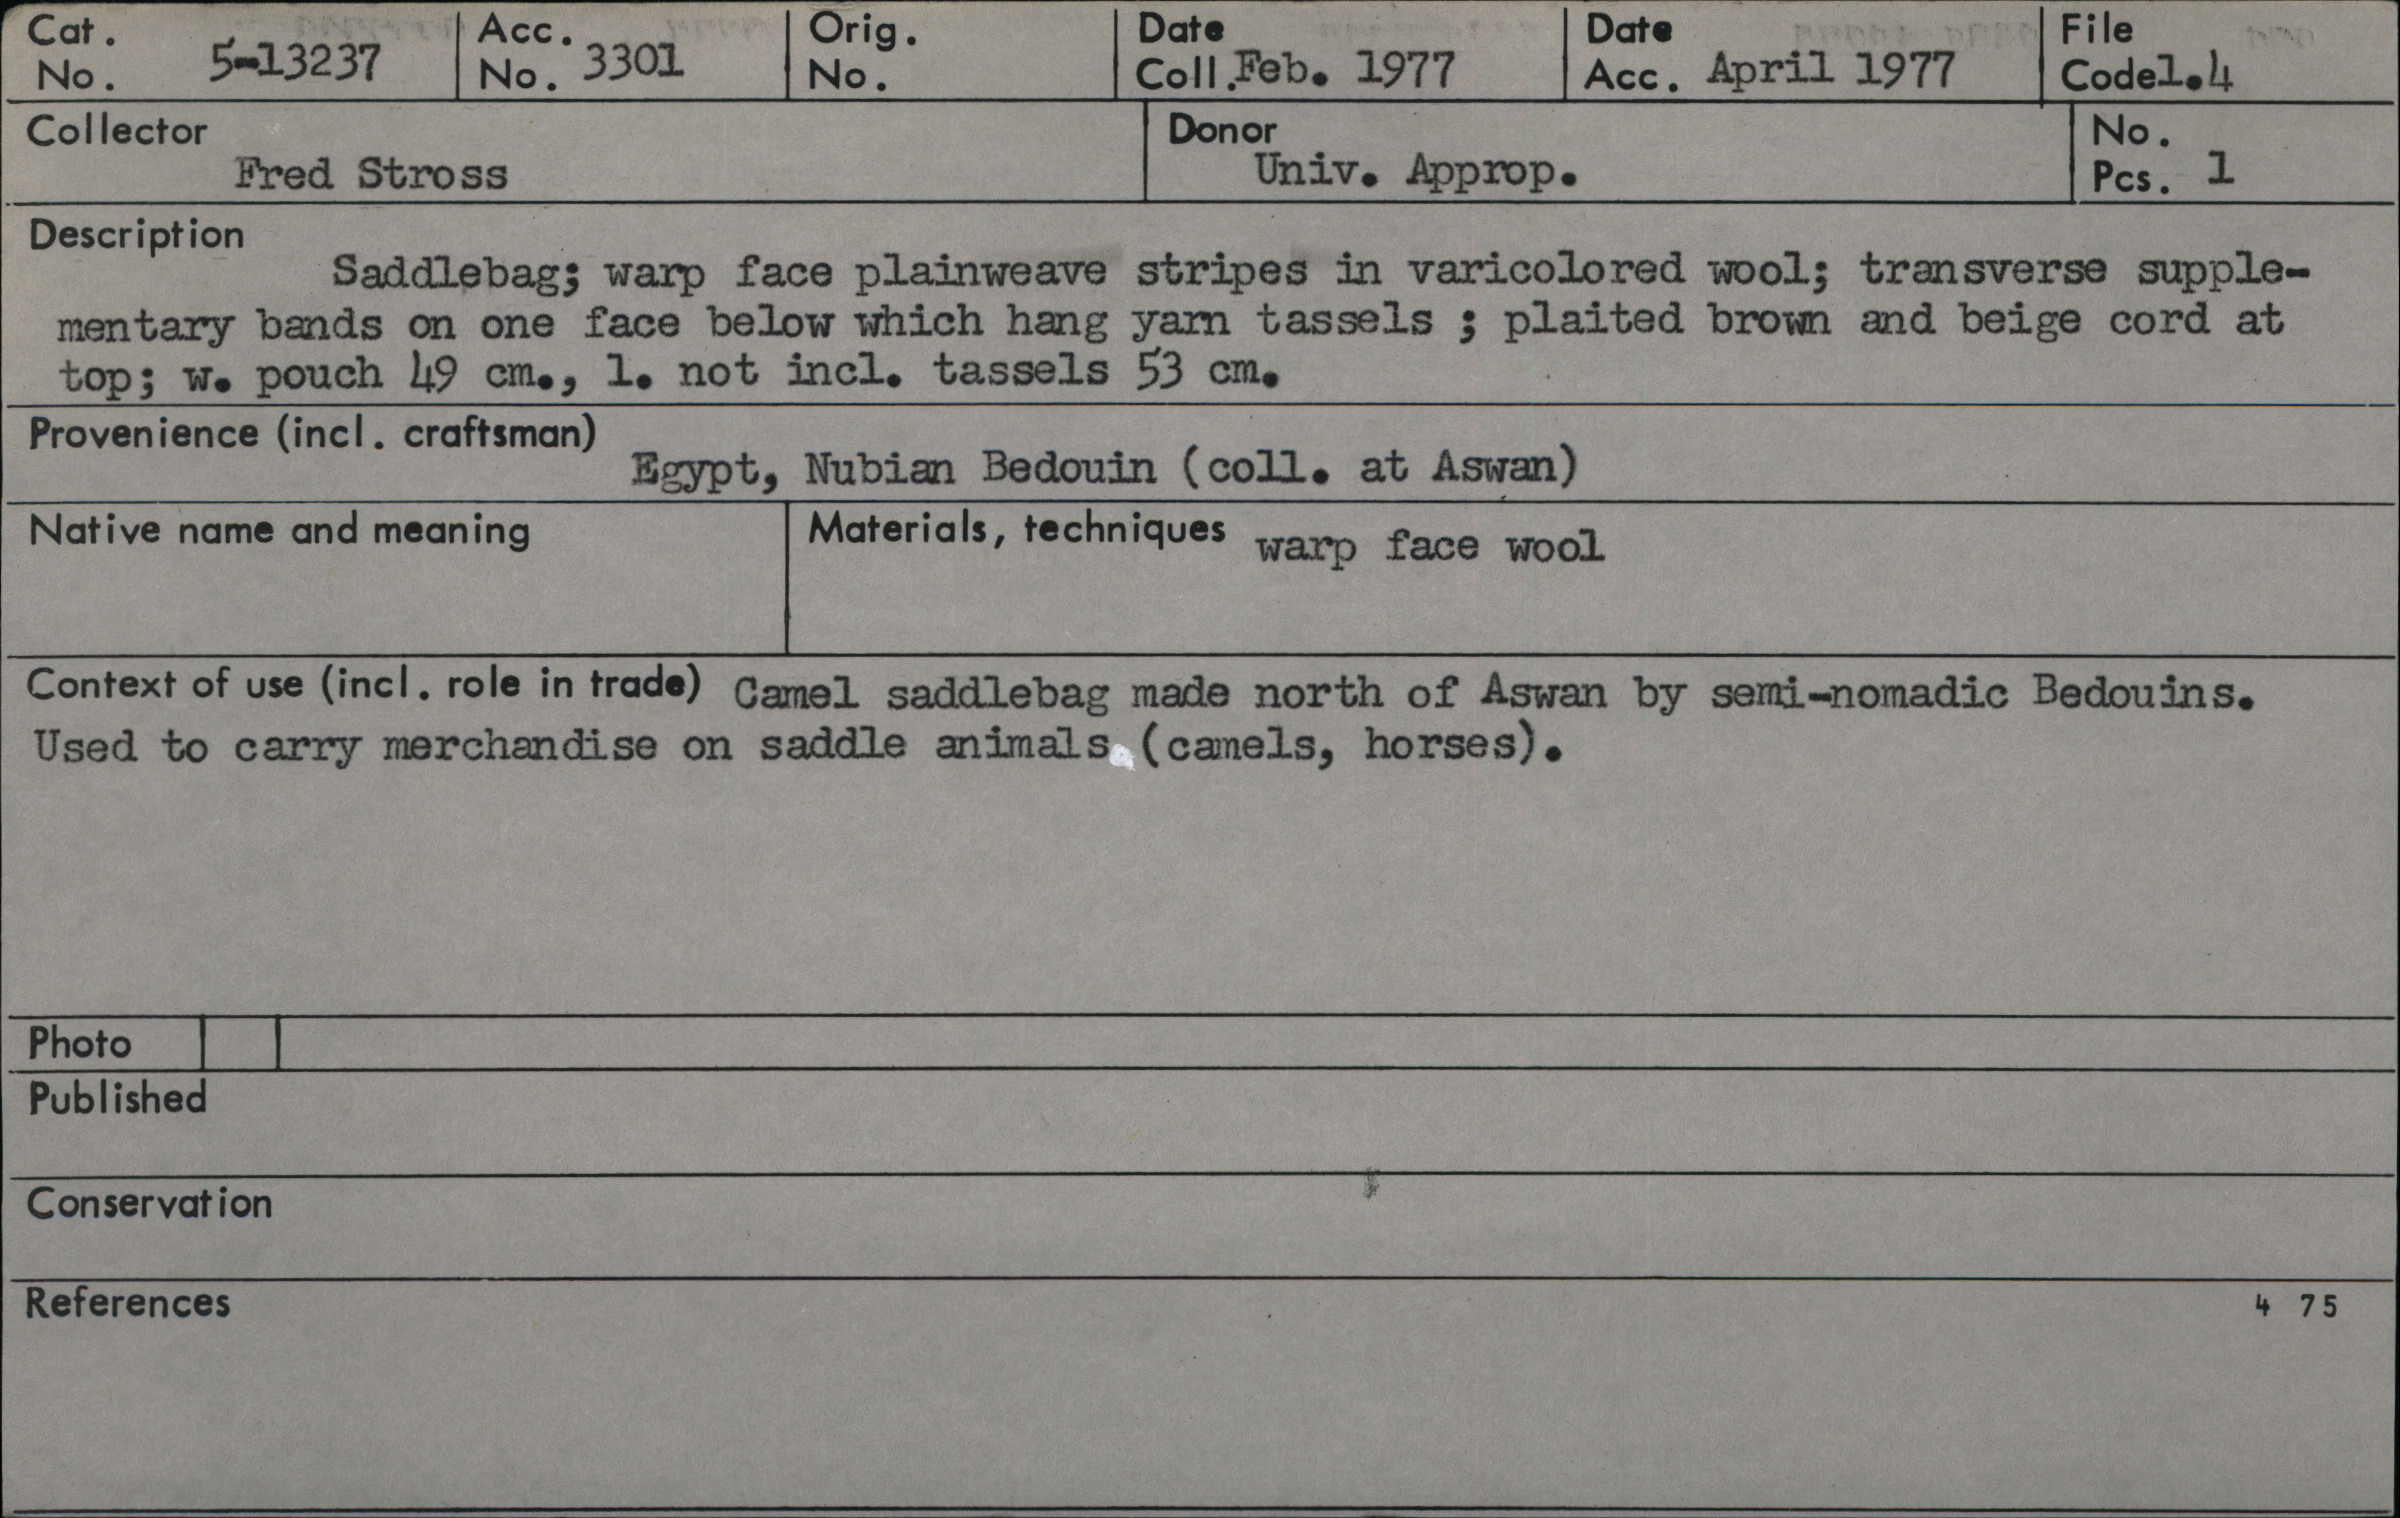 Cat. No. 5-13237 Acc. No. 3301 Orig. No. Date Coll. Feb. 1977 Date Acc. April 1977 File Code 1.4
Collector Fred Stross Donor Univ. Approp. No. Pcs. 1
Description
Saddlebag; warp face plainweave stripes in varicolored wool; transverse supple-
mentary bands on one face below which hang yarn tassels ; plaited brown and beige cord at
top; w. pouch 49 cm., l. not incl. tassels 53 cm.
Provenience (incl. craftsman)
Egypt, Nubian Bedouin (coll. at Aswan)
Native name and meaning Materials, techniques warp face wool
Context of use (incl. role in trade) Camel saddlebag made north of Aswan by semi-nomadic Bedouins.
Used to carry merchandise on saddle animals (camels, horses).
Photo
Published
Conservation
References 4 75